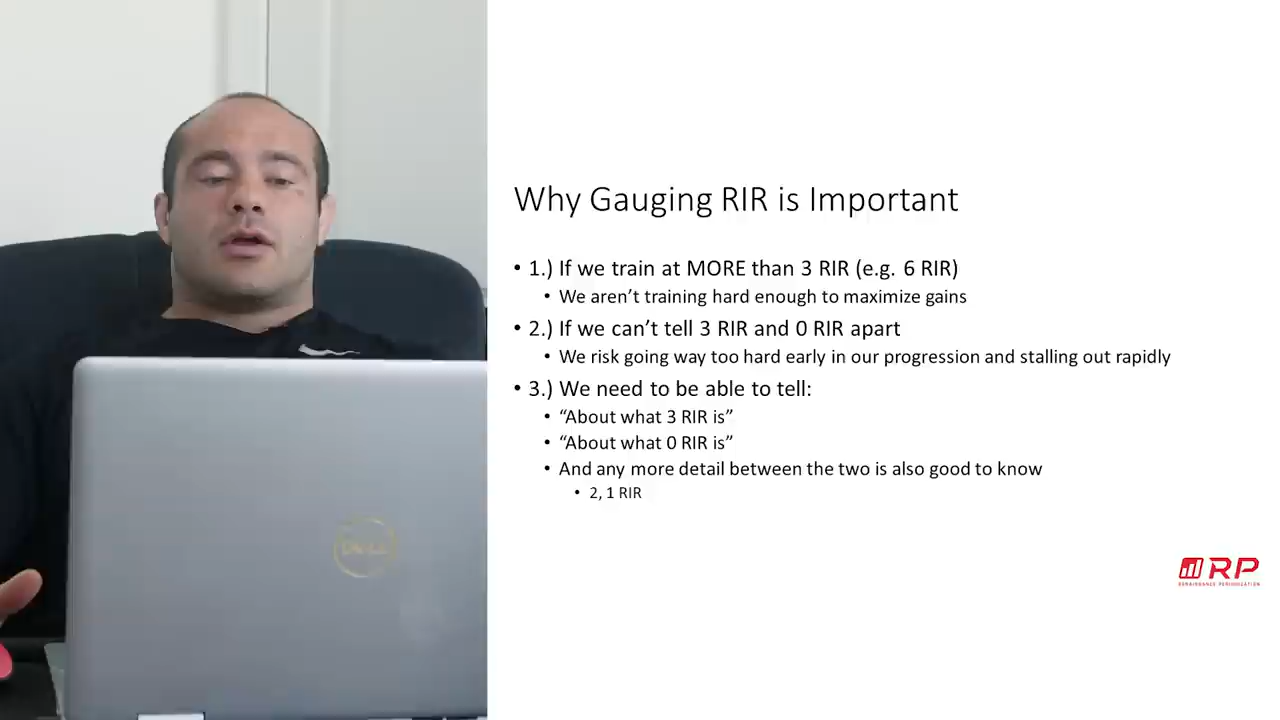 Why Gauging RIR is Important
• 1.) If we train at MORE than 3 RIR (e.g. 6 RIR)
• We aren't training hard enough to maximize gains
• 2.) If we can't tell 3 RIR and 0 RIR apart
• We risk going way too hard early in our progression and stalling out rapidly
• 3.) We need to be able to tell:
• “About what 3 RIR is”
• “About what 0 RIR is”
• And any more detail between the two is also good to know
• 2, 1 RIR
DELL
RP
RENAISSANCE PERIODIZATION